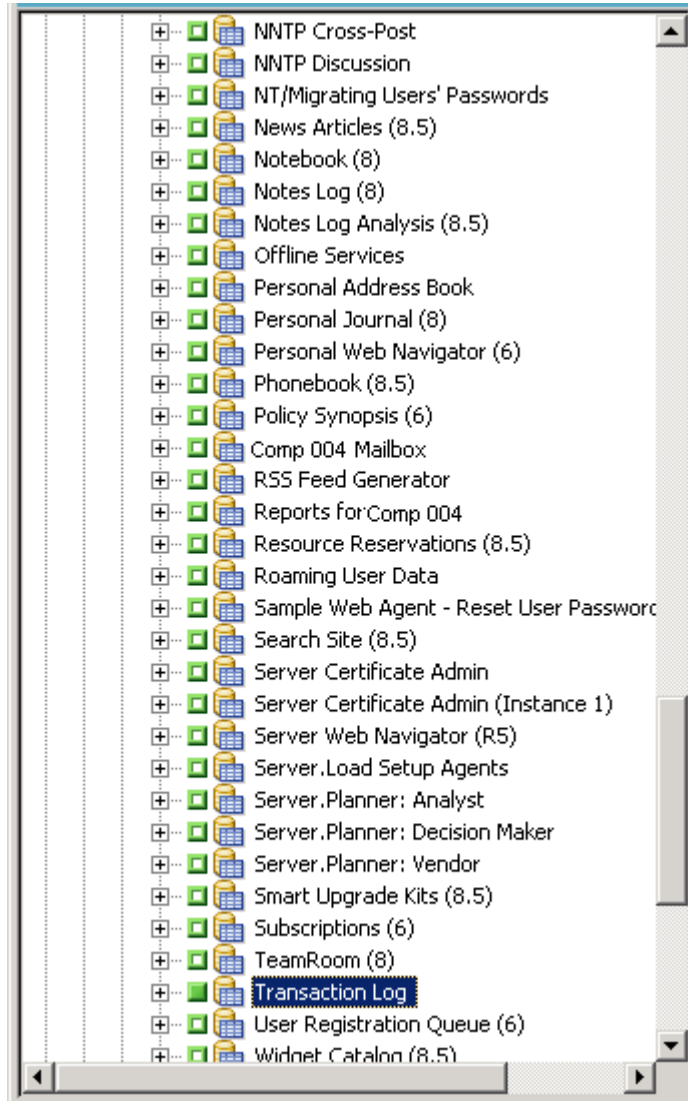 NNTP Cross-Post
NNTP Discussion
NT/Migrating Users' Passwords
News Articles (8.5)
Notebook (8)
Notes Log (8)
Notes Log Analysis (8.5)
Offline Services
Personal Address Book
Personal Journal (8)
Personal Web Navigator (6)
Phonebook (8.5)
Policy Synopsis (6)
Comp 004 Mailbox
RSS Feed Generator
Reports for Comp 004
Resource Reservations (8.5)
Roaming User Data
Sample Web Agent - Reset User Password
Search Site (8.5)
Server Certificate Admin
Server Certificate Admin (Instance 1)
Server Web Navigator (R5)
Server.Load Setup Agents
Server.Planner: Analyst
Server.Planner: Decision Maker
Server.Planner: Vendor
Smart Upgrade Kits (8.5)
Subscriptions (6)
TeamRoom (8)
Transaction Log
User Registration Queue (6)
Widget Catalog (8.5)